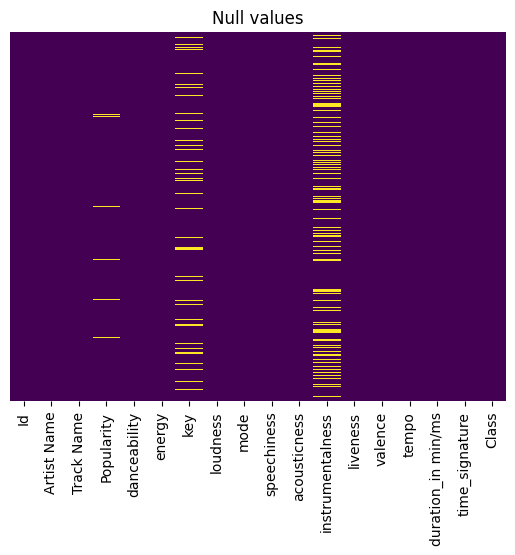 Null values
Id
Artist Name
Track Name
Popularity
danceability
energy
key
loudness
mode
speechiness
acousticness
instrumentalness
liveness
valence
tempo
duration_in min/ms
time_signature
Class